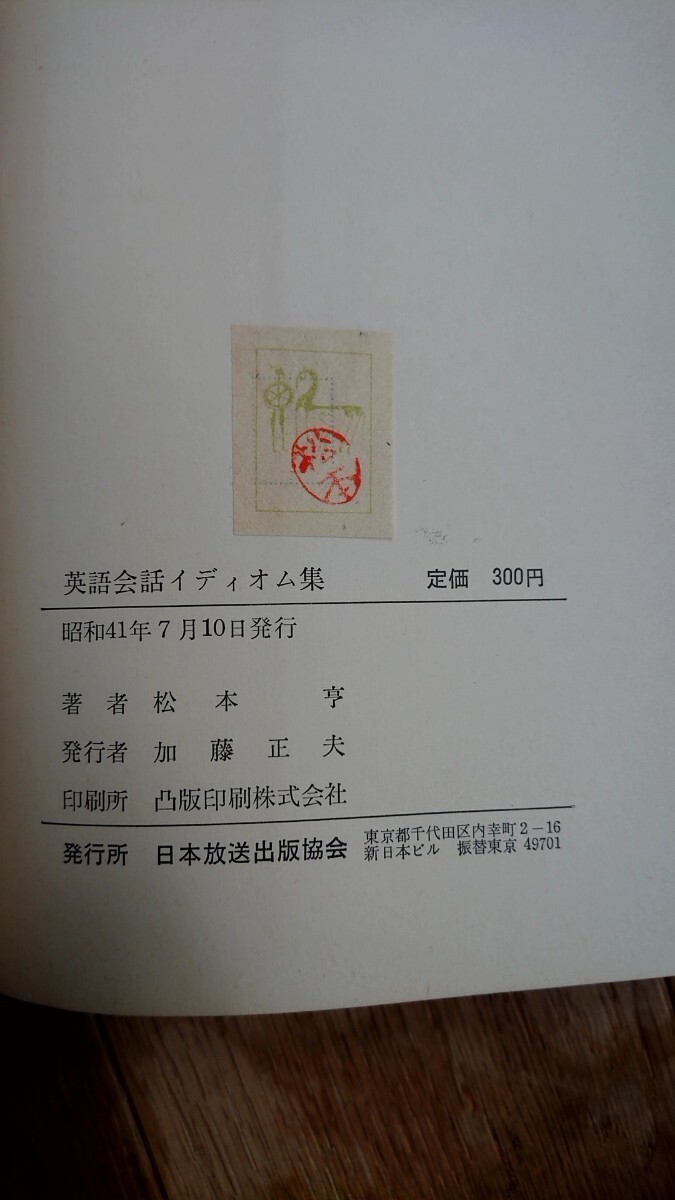 松本
英語会話イディオム集 定価 300円
昭和41年7月10日発行
著者 松本 亨
発行者 加藤正夫
印刷所 凸版印刷株式会社
発行所 日本放送出版協会 東京都千代田区内幸町2-16
新日本ビル 振替東京 49701